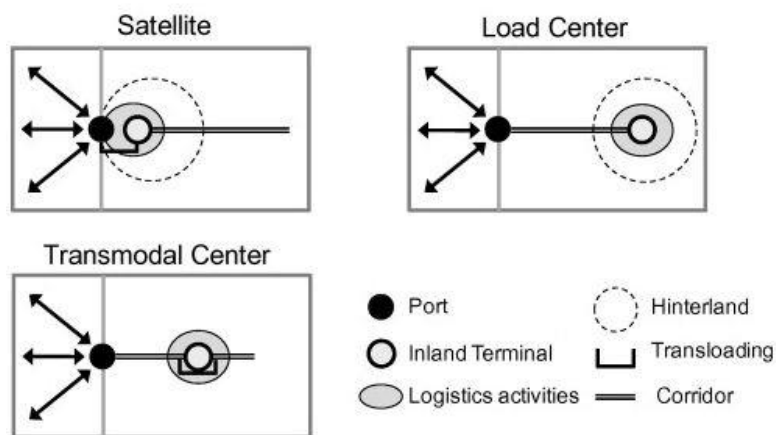 Satellite
Load Center
Transmodal Center
Port
Hinterland
Inland Terminal
Transloading
Logistics activities
Corridor